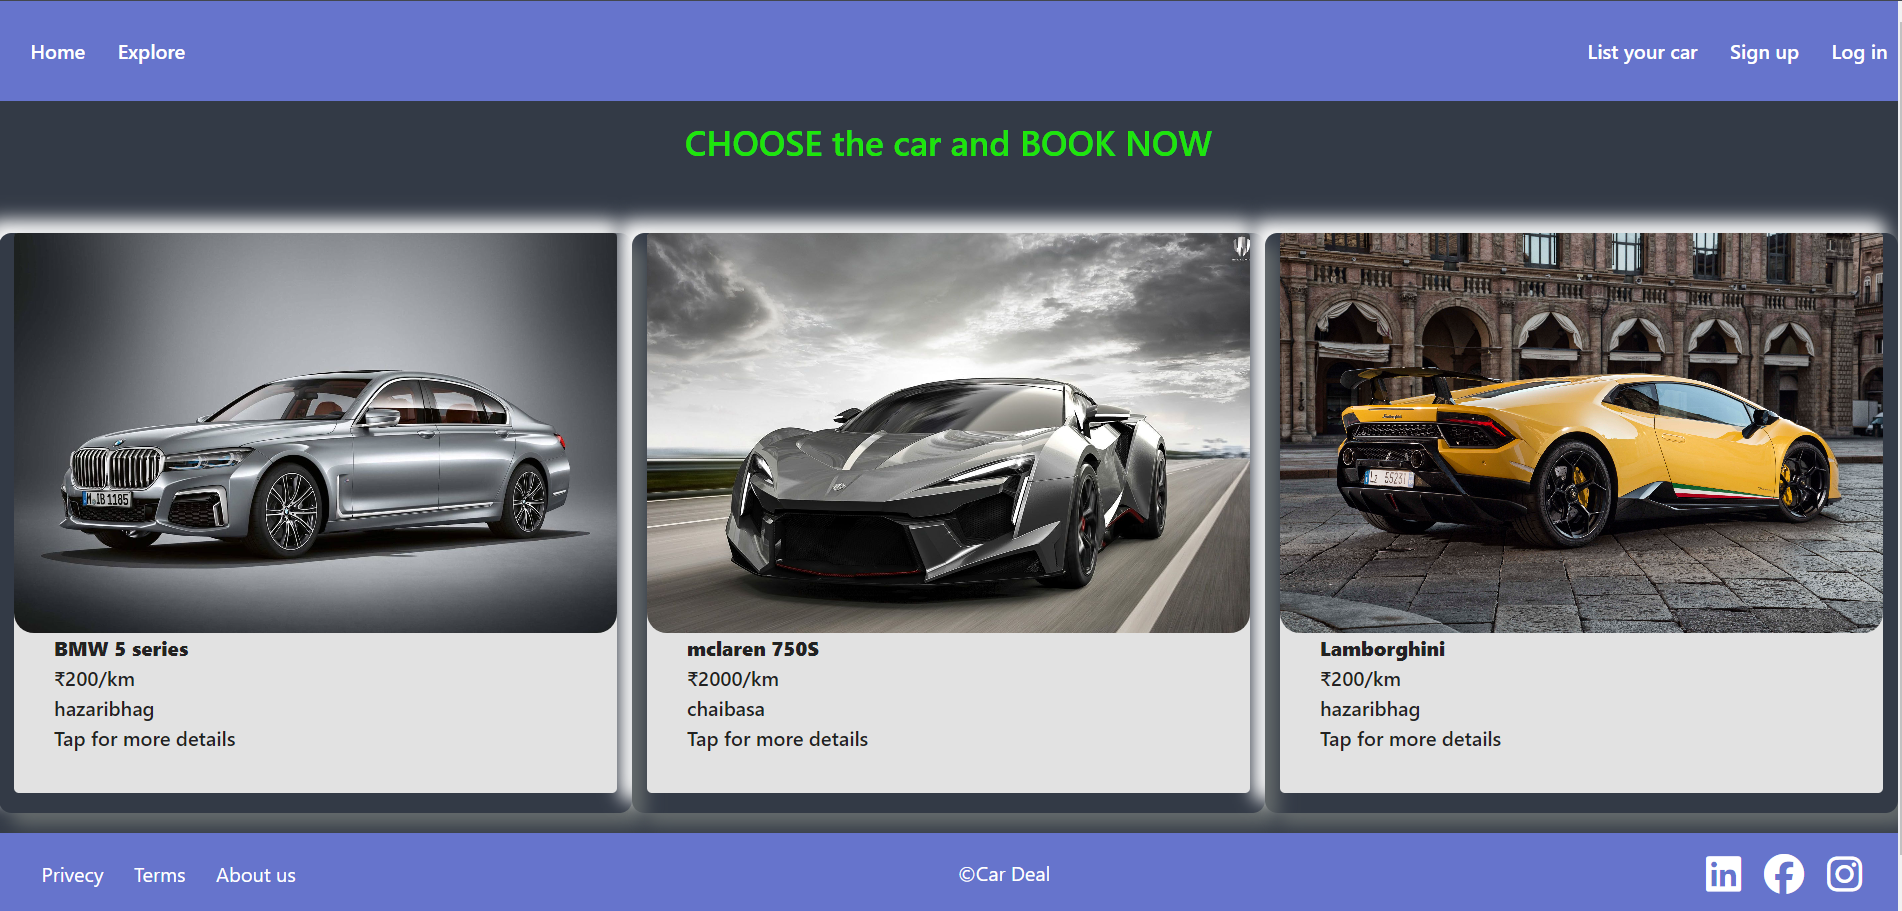 Home Explore List your car Sign up Log in
CHOOSE the car and BOOK NOW
M IB 1185
BMW 5 series
₹200/km
hazaribhag
Tap for more details
mclaren 750S
₹2000/km
chaibasa
Tap for more details
Lamborghini
₹200/km
hazaribhag
Tap for more details
Privecy Terms About us ©Car Deal